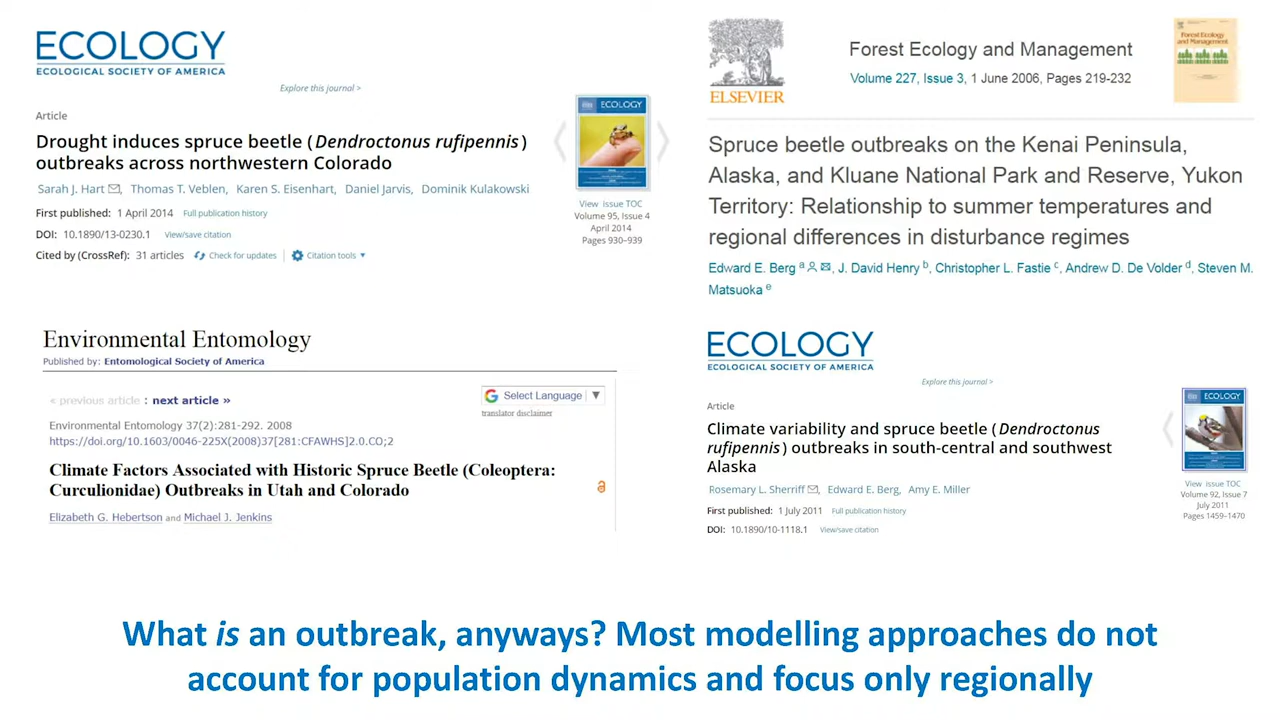 ECOLOGY
ECOLOGICAL SOCIETY OF AMERICA
Explore this journal >
Article
Drought induces spruce beetle (Dendroctonus rufipennis)
outbreaks across northwestern Colorado
Sarah J. Hart, Thomas T. Veblen, Karen S. Eisenhart, Daniel Jarvis, Dominik Kulakowski
First published: 1 April 2014 Full publication history
DOI: 10.1890/13-0230.1 View/save citation
Cited by (CrossRef): 31 articles Check for updates Citation tools ▼
ECOLOGY
View issue TOC
Volume 95, Issue 4
April 2014
Pages 930–939
ELSEVIER
Forest Ecology and Management
Volume 227, Issue 3, 1 June 2006, Pages 219-232
Forest Ecology
and Management
Spruce beetle outbreaks on the Kenai Peninsula,
Alaska, and Kluane National Park and Reserve, Yukon
Territory: Relationship to summer temperatures and
regional differences in disturbance regimes
Edward E. Berg a, J. David Henry b, Christopher L. Fastie c, Andrew D. De Volder d, Steven M.
Matsuoka e
Environmental Entomology
Published by: Entomological Society of America
« previous article : next article »
G Select Language ▼
translator disclaimer
Environmental Entomology 37(2):281-292. 2008
https://doi.org/10.1603/0046-225X(2008)37[281:CFAWHS]2.0.CO;2
Climate Factors Associated with Historic Spruce Beetle (Coleoptera:
Curculionidae) Outbreaks in Utah and Colorado
Elizabeth G. Hebertson and Michael J. Jenkins
ECOLOGY
ECOLOGICAL SOCIETY OF AMERICA
Explore this journal >
Article
Climate variability and spruce beetle (Dendroctonus
rufipennis) outbreaks in south-central and southwest
Alaska
Rosemary L. Sherriff, Edward E. Berg, Amy E. Miller
First published: 1 July 2011 Full publication history
DOI: 10.1890/10-1118.1 View/save citation
ECOLOGY
View issue TOC
Volume 92, Issue 7
July 2011
Pages 1459–1470
What is an outbreak, anyways? Most modelling approaches do not
account for population dynamics and focus only regionally